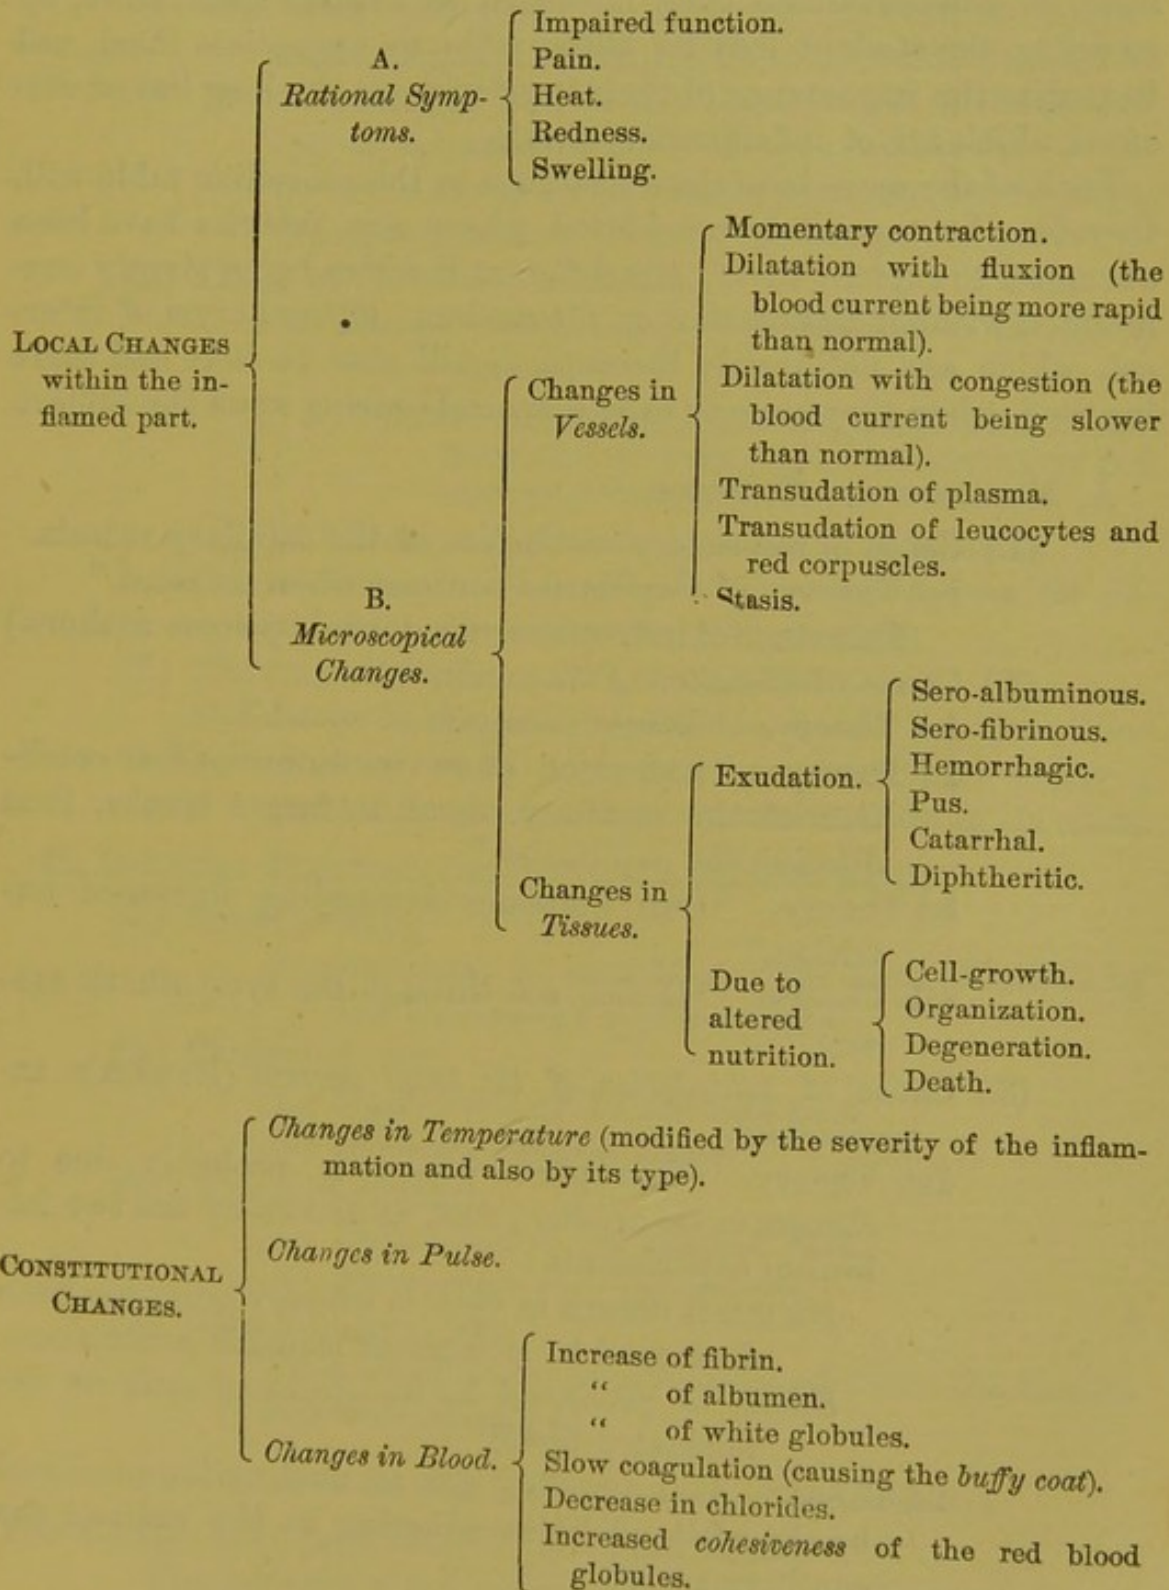 Impaired function.
A.
Pain.
Rational Symp-
Heat.
toms.
Redness.
Swelling.
LOCAL CHANGES
within the in-
flamed part.
Changes in
Vessels.
Momentary contraction.
Dilatation with fluxion (the
blood current being more rapid
than normal).
Dilatation with congestion (the
blood current being slower
than normal).
Transudation of plasma.
Transudation of leucocytes and
red corpuscles.
Stasis.
B.
Microscopical
Changes.
Changes in
Tissues.
Exudation.
Sero-albuminous.
Sero-fibrinous.
Hemorrhagic.
Pus.
Catarrhal.
Diphtheritic.
Due to
altered
nutrition.
Cell-growth.
Organization.
Degeneration.
Death.
CONSTITUTIONAL
CHANGES.
Changes in Temperature (modified by the severity of the inflam-
mation and also by its type).
Changes in Pulse.
Changes in Blood.
Increase of fibrin.
“ of albumen.
“ of white globules.
Slow coagulation (causing the buffy coat).
Decrease in chlorides.
Increased cohesiveness of the red blood
globules.